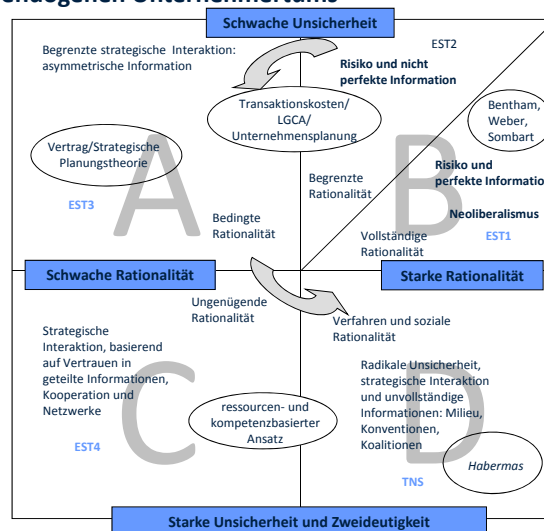 endogenen Unternehmertums
Schwache Unsicherheit
Begrenzte strategische Interaktion:
asymmetrische Information
EST2
Risiko und nicht
perfekte Information
Transaktionskosten/
LGCA/
Unternehmensplanung
Bentham,
Weber,
Sombart
Vertrag/Strategische
Planungstheorie
A
B
Risiko und
perfekte Informatio
Begrenzte
Rationalität
EST3
Bedingte
Rationalität
Neoliberalismus
Vollständige
Rationalität
EST1
Schwache Rationalität
Starke Rationalität
Ungenügende
Rationalität
Verfahren und soziale
Rationalität
Strategische
Interaktion, basierend
auf Vertrauen in
geteilte Informationen,
Kooperation und
Netzwerke
Radikale Unsicherheit,
strategische Interaktion
und unvollständige
Informationen: Milieu,
Konventionen,
Koalitionen
C
D
ressourcen- und
kompetenzbasierter
Ansatz
EST4
Habermas
TNS
Starke Unsicherheit und Zweideutigkeit